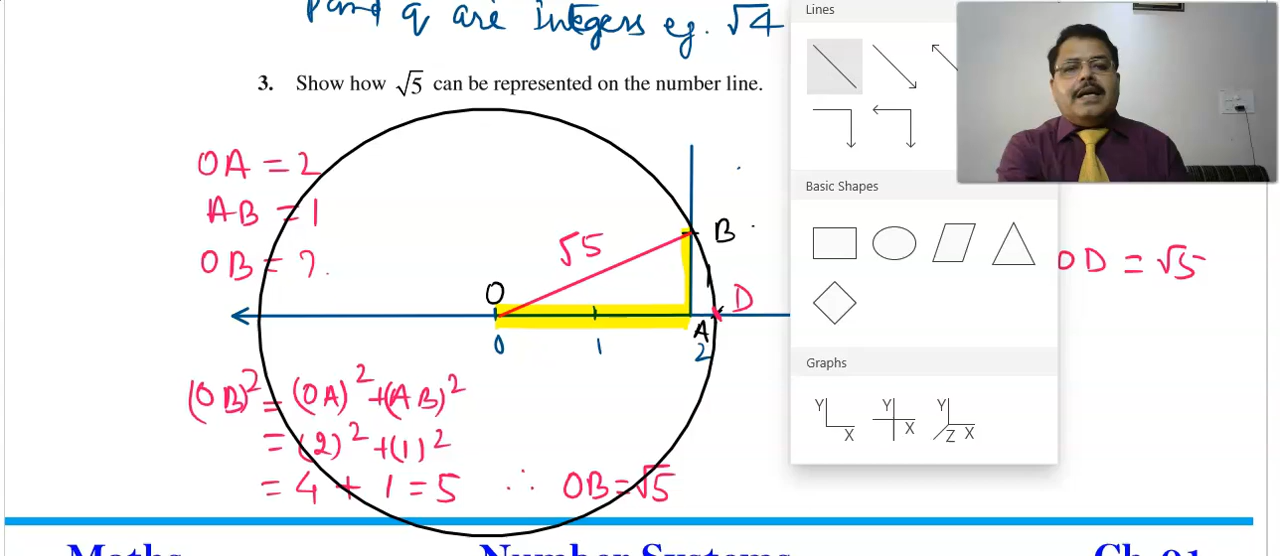 P and q are integers eg. √4
3. Show how √5 can be represented on the number line.
OA = 2
AB = 1
OB = ?
√5
B
1
O
A
D
0 1 2
OD = √5
(OB)² = (OA)² + (AB)²
= (2)² + (1)²
= 4 + 1 = 5 ∴ OB = √5
Maths Number Systems Ch-01
Lines
Basic Shapes
Graphs
Y X Y X Y Z X